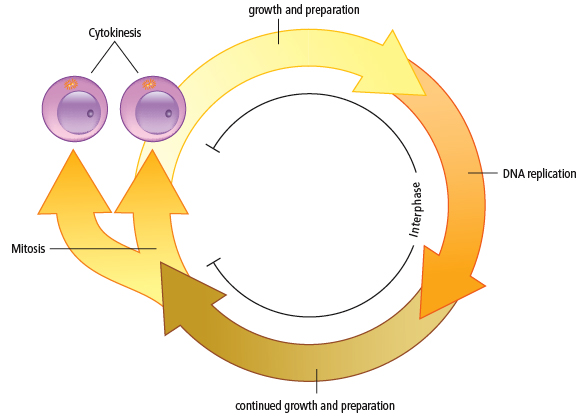 growth and preparation
Cytokinesis
DNA replication
Interphase
Mitosis
continued growth and preparation